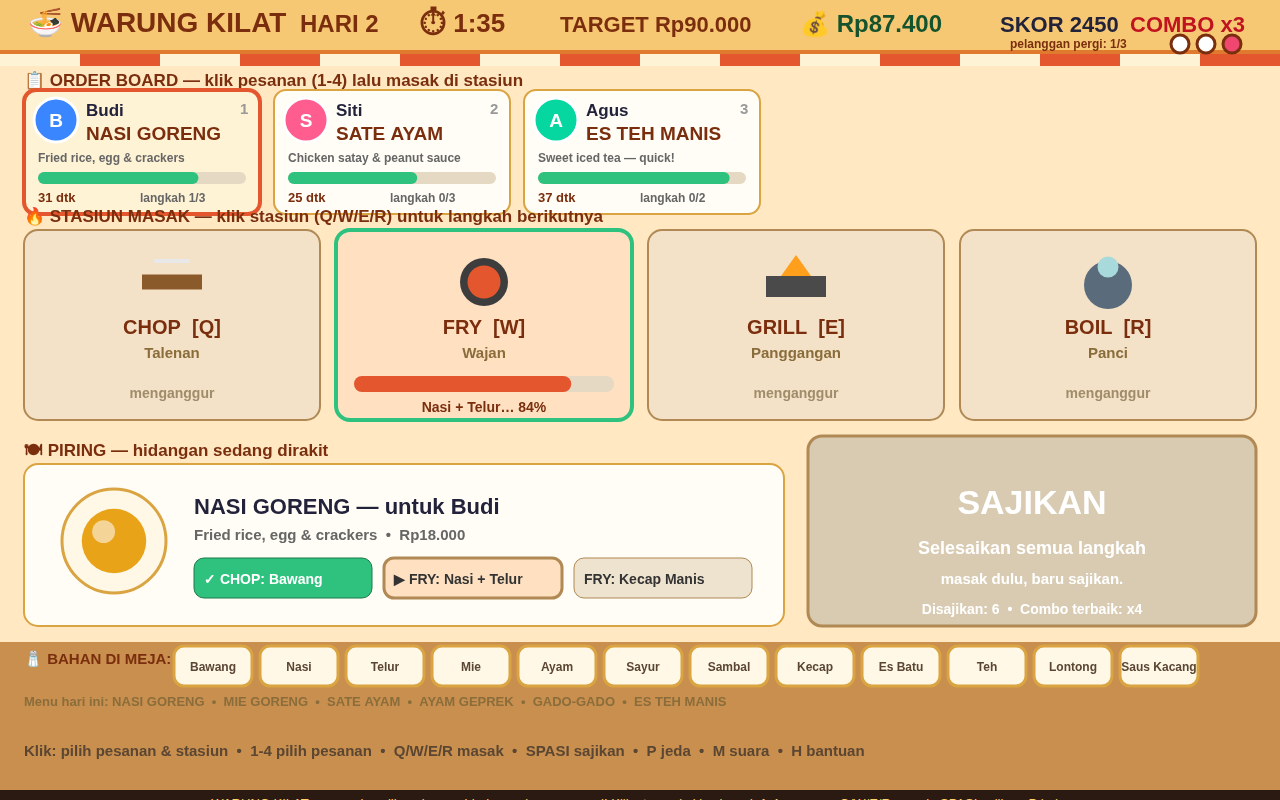 🍜 WARUNG KILAT HARI 2 ⏱ 1:35 TARGET Rp90.000 💰 Rp87.400 SKOR 2450 COMBO x3
pelanggan pergi: 1/3
📋 ORDER BOARD — klik pesanan (1-4) lalu masak di stasiun
B Budi 1
NASI GORENG
Fried rice, egg & crackers
31 dtk langkah 1/3
S Siti 2
SATE AYAM
Chicken satay & peanut sauce
25 dtk langkah 0/3
A Agus 3
ES TEH MANIS
Sweet iced tea — quick!
37 dtk langkah 0/2
🔥 STASIUN MASAK — klik stasiun (Q/W/E/R) untuk langkah berikutnya
CHOP [Q]
Talenan
menganggur
FRY [W]
Wajan
Nasi + Telur… 84%
GRILL [E]
Panggangan
menganggur
BOIL [R]
Panci
menganggur
🍽 PIRING — hidangan sedang dirakit
NASI GORENG — untuk Budi
Fried rice, egg & crackers • Rp18.000
✓ CHOP: Bawang ▶ FRY: Nasi + Telur FRY: Kecap Manis
SAJIKAN
Selesaikan semua langkah
masak dulu, baru sajikan.
Disajikan: 6 • Combo terbaik: x4
🧂 BAHAN DI MEJA: Bawang Nasi Telur Mie Ayam Sayur Sambal Kecap Es Batu Teh Lontong Saus Kacang
Menu hari ini: NASI GORENG • MIE GORENG • SATE AYAM • AYAM GEPREK • GADO-GADO • ES TEH MANIS
Klik: pilih pesanan & stasiun • 1-4 pilih pesanan • Q/W/E/R masak • SPASI sajikan • P jeda • M suara • H bantuan